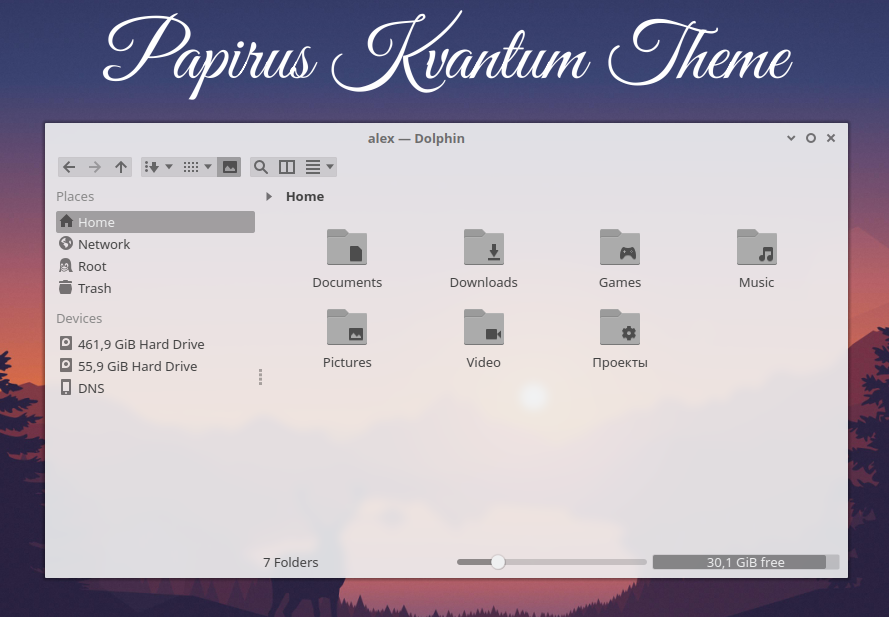 Papirus Kvantum Theme
alex — Dolphin
Places
Home
Network
Root
Trash
Devices
461,9 GiB Hard Drive
55,9 GiB Hard Drive
DNS
Home
Documents
Downloads
Games
Music
Pictures
Video
Проекты
7 Folders
30,1 GiB free